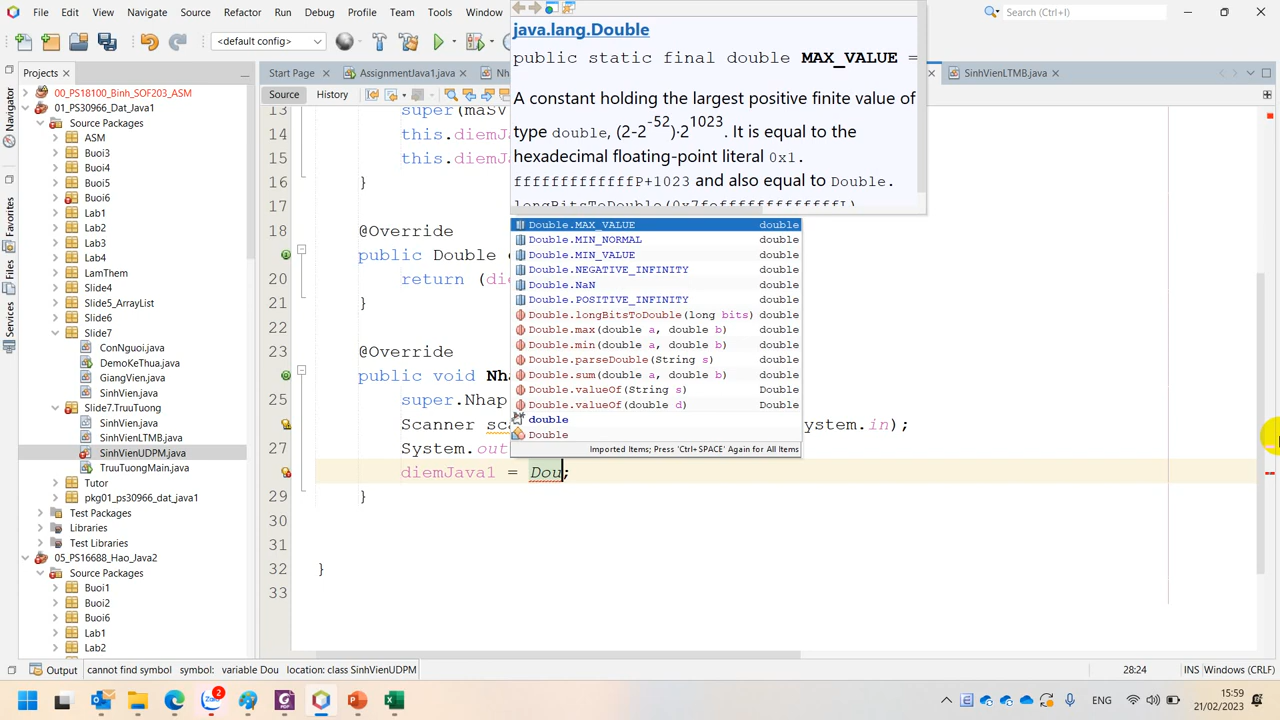 File Edit View Navigate Source Refactor Run Debug Profile Team Tools Window Help
Search (Ctrl+I)
<default config>
java.lang.Double
public static final double MAX_VALUE =
A constant holding the largest positive finite value of
type double, (2-2-52)·21023. It is equal to the
hexadecimal floating-point literal 0x1.
fffffffffffffP+1023 and also equal to Double.
Projects
Navigator
Favorites
Files
Services
00_PS18100_Binh_SOF203_ASM
01_PS30966_Dat_Java1
Source Packages
ASM
Buoi3
Buoi4
Buoi5
Buoi6
Lab1
Lab2
Lab3
Lab4
LamThem
Slide4
Slide5_ArrayList
Slide6
Slide7
ConNguoi.java
DemoKeThua.java
GiangVien.java
SinhVien.java
Slide7.TruuTuong
SinhVien.java
SinhVienLTMB.java
SinhVienUDPM.java
TruuTuongMain.java
Tutor
pkg01_ps30966_dat_java1
Test Packages
Libraries
Test Libraries
05_PS16688_Hao_Java2
Source Packages
Buoi1
Buoi2
Buoi6
Lab1
Lab2
Start Page AssignmentJava1.java Nh SinhVienLTMB.java
Source History
13 super(maSV
14 this.diemJa
15 this.diemJa
16 }
17
18 @Override
19 public Double
20 return (die
21 }
22
23 @Override
24 public void Nha
25 super.Nhap
26 Scanner sca ystem.in);
27 System.out
28 diemJava1 = Dou;
29 }
30
31
32 }
33
Double.MAX_VALUE double
Double.MIN_NORMAL double
Double.MIN_VALUE double
Double.NEGATIVE_INFINITY double
Double.NaN double
Double.POSITIVE_INFINITY double
Double.longBitsToDouble(long bits) double
Double.max(double a, double b) double
Double.min(double a, double b) double
Double.parseDouble(String s) double
Double.sum(double a, double b) double
Double.valueOf(String s) Double
Double.valueOf(double d) Double
double
Double
Imported Items; Press 'Ctrl+SPACE' Again for All Items
Output cannot find symbol symbol: variable Dou location: class SinhVienUDPM 28:24 INS Windows (CRLF)
2
ENG
15:59
21/02/2023